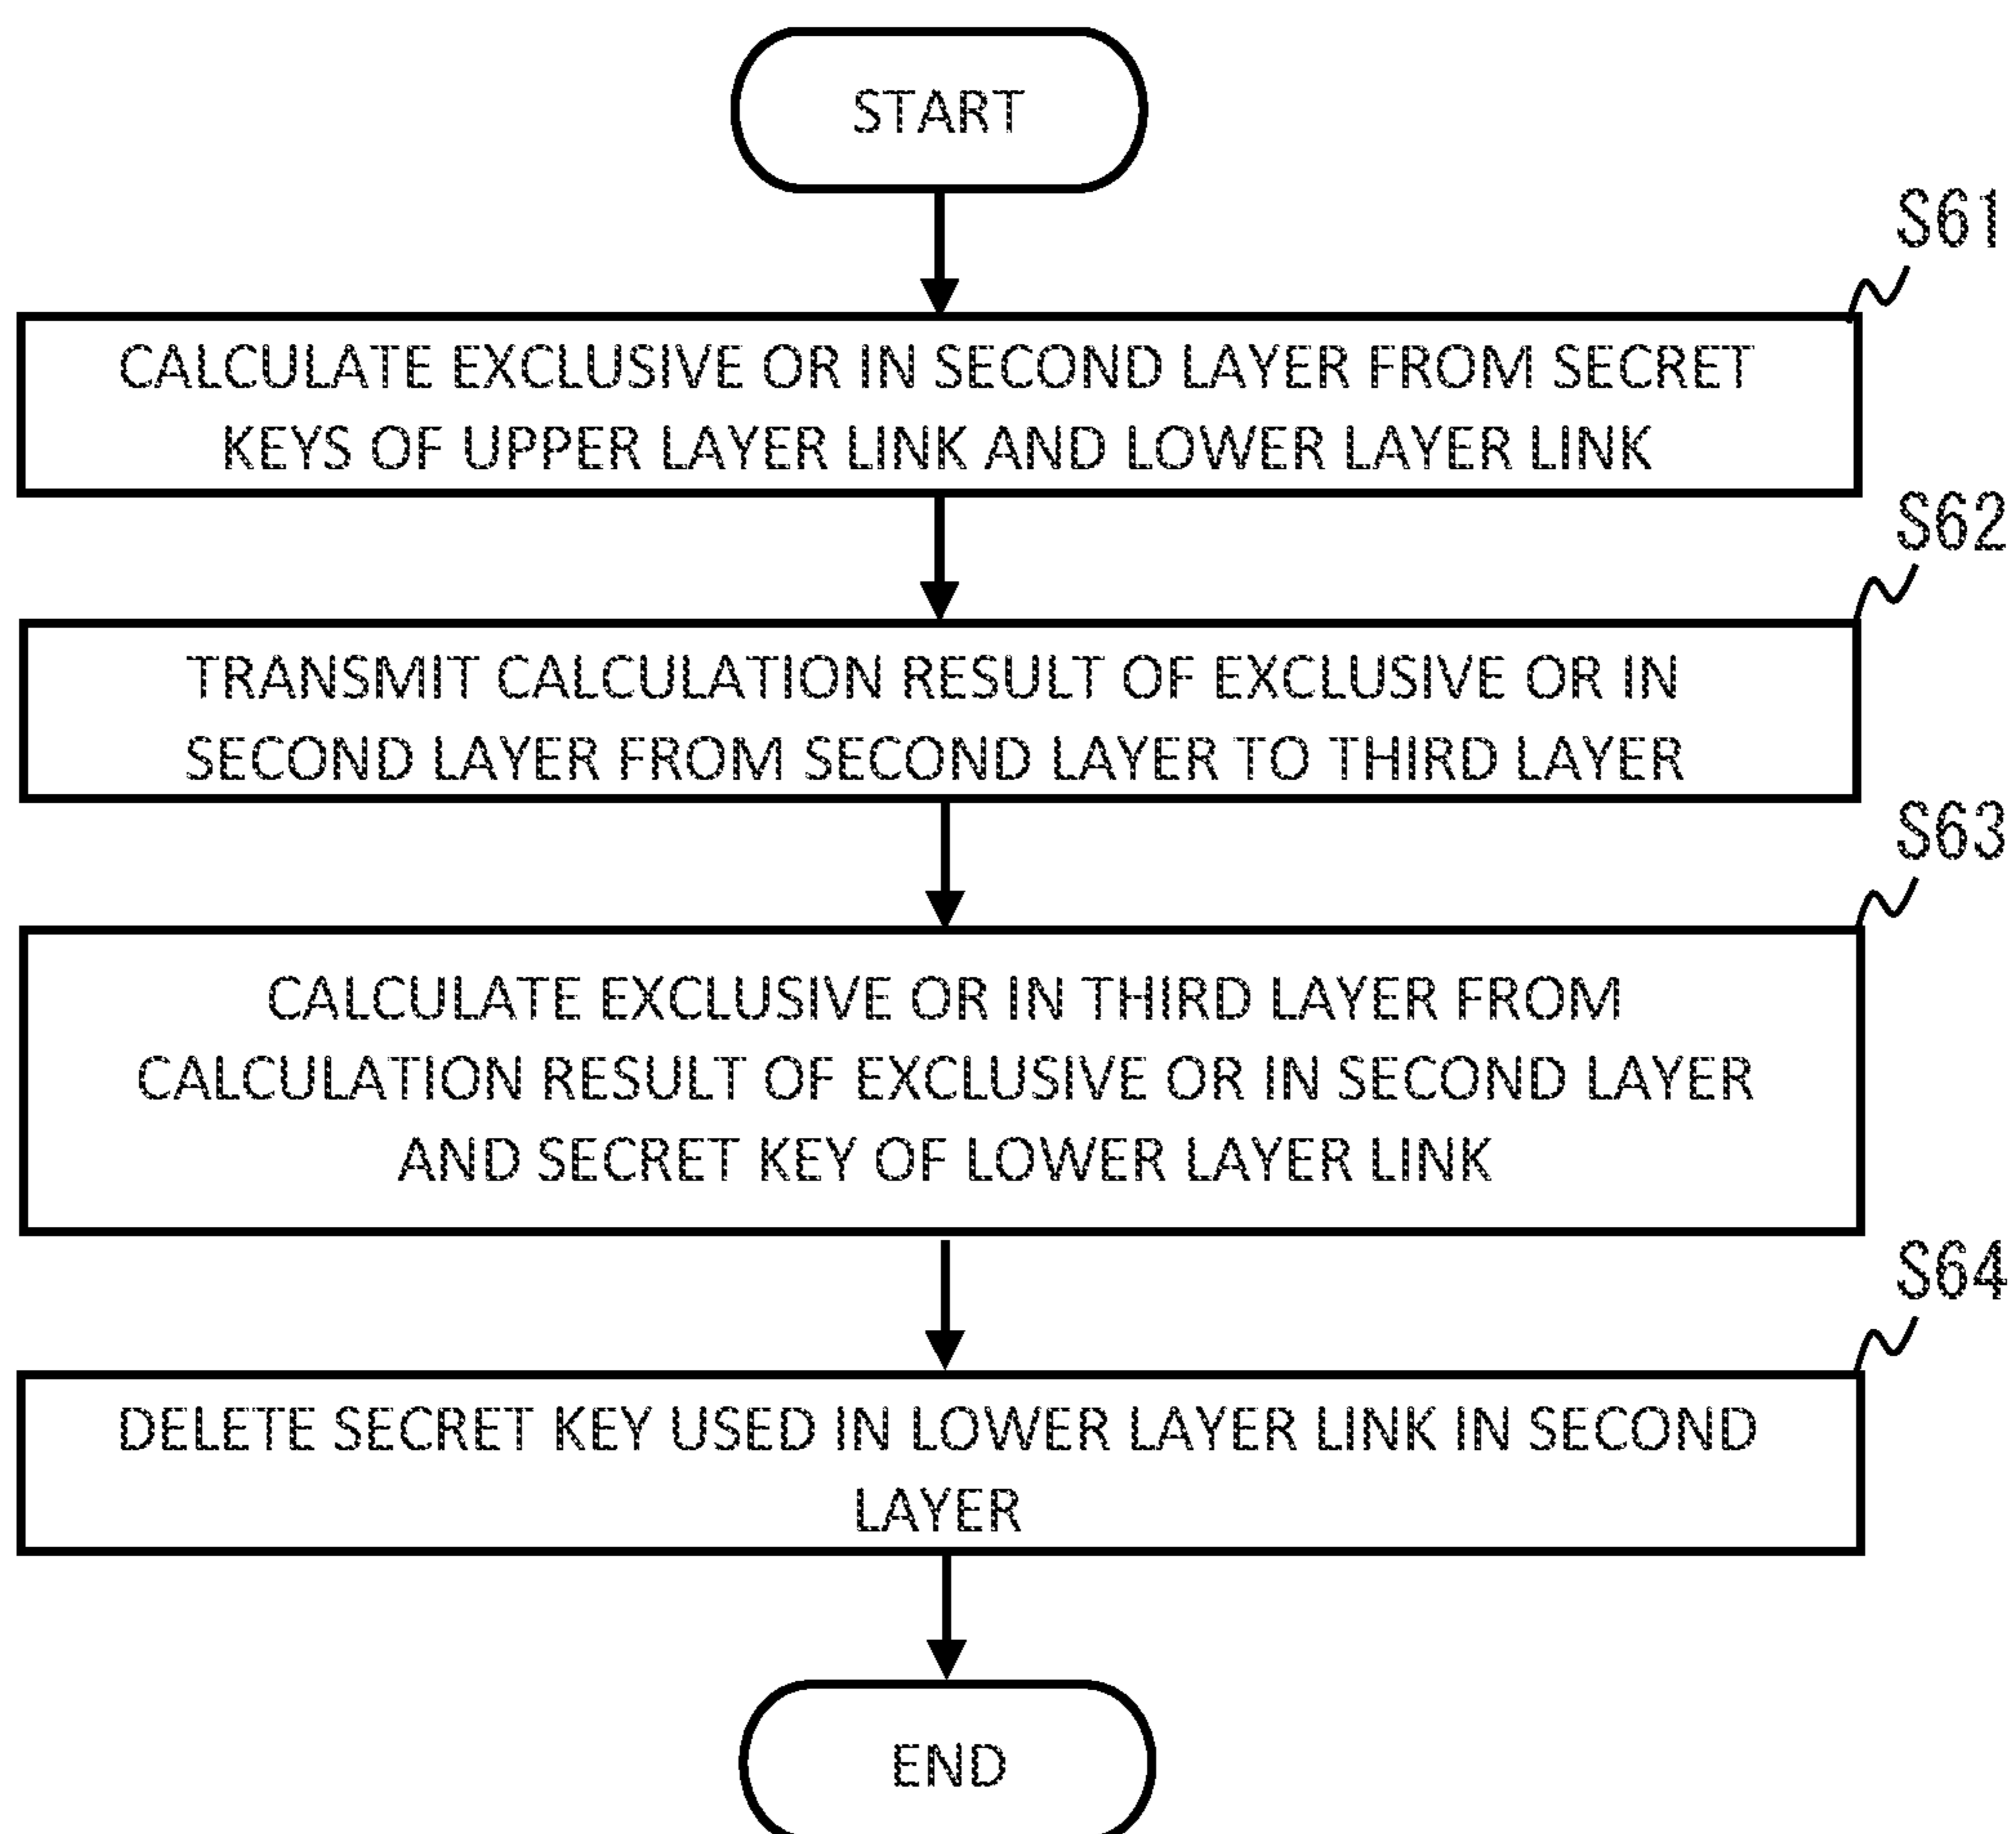 START
S61
CALCULATE EXCLUSIVE OR IN SECOND LAYER FROM SECRET
KEYS OF UPPER LAYER LINK AND LOWER LAYER LINK
S62
TRANSMIT CALCULATION RESULT OF EXCLUSIVE OR IN
SECOND LAYER FROM SECOND LAYER TO THIRD LAYER
S63
CALCULATE EXCLUSIVE OR IN THIRD LAYER FROM
CALCULATION RESULT OF EXCLUSIVE OR IN SECOND LAYER
AND SECRET KEY OF LOWER LAYER LINK
S64
DELETE SECRET KEY USED IN LOWER LAYER LINK IN SECOND
LAYER
END